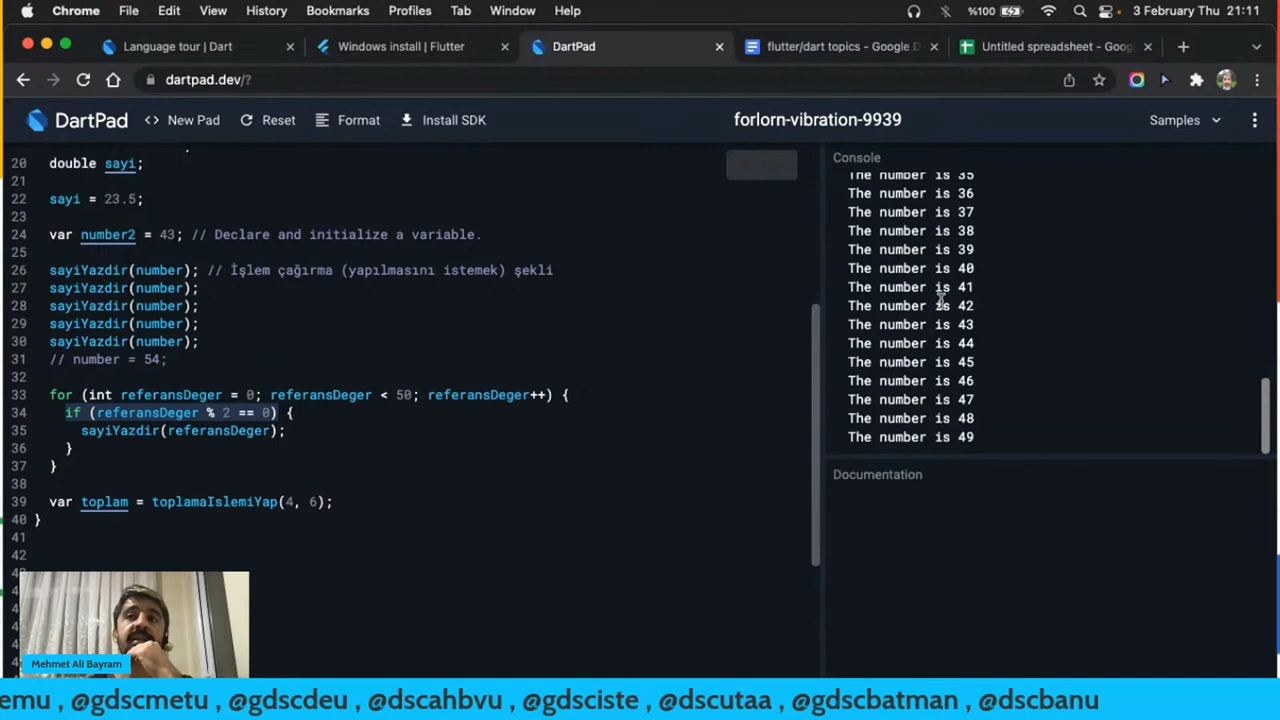 Chrome File Edit View History Bookmarks Profiles Tab Window Help %100 3 February Thu 21:11
Language tour | Dart
Windows install | Flutter
DartPad
flutter/dart topics - Google D
Untitled spreadsheet - Google
dartpad.dev/?
DartPad <> New Pad Reset Format Install SDK forlorn-vibration-9939 Samples
20 double sayi;
21
22 sayi = 23.5;
23
24 var number2 = 43; // Declare and initialize a variable.
25
26 sayiYazdir(number); // İşlem çağırma (yapılmasını istemek) şekli
27 sayiYazdir(number);
28 sayiYazdir(number);
29 sayiYazdir(number);
30 sayiYazdir(number);
31 // number = 54;
32
33 for (int referansDeger = 0; referansDeger < 50; referansDeger++) {
34 if (referansDeger % 2 == 0) {
35 sayiYazdir(referansDeger);
36 }
37 }
38
39 var toplam = toplamaIslemiYap(4, 6);
40 }
41
42
Console
The number is 35
The number is 36
The number is 37
The number is 38
The number is 39
The number is 40
The number is 41
The number is 42
The number is 43
The number is 44
The number is 45
The number is 46
The number is 47
The number is 48
The number is 49
Documentation
Mehmet Ali Bayram
emu , @gdscmetu , @gdscdeu , @dscahbvu , @gdsciste , @dscutaa , @gdscbatman , @dscbanu